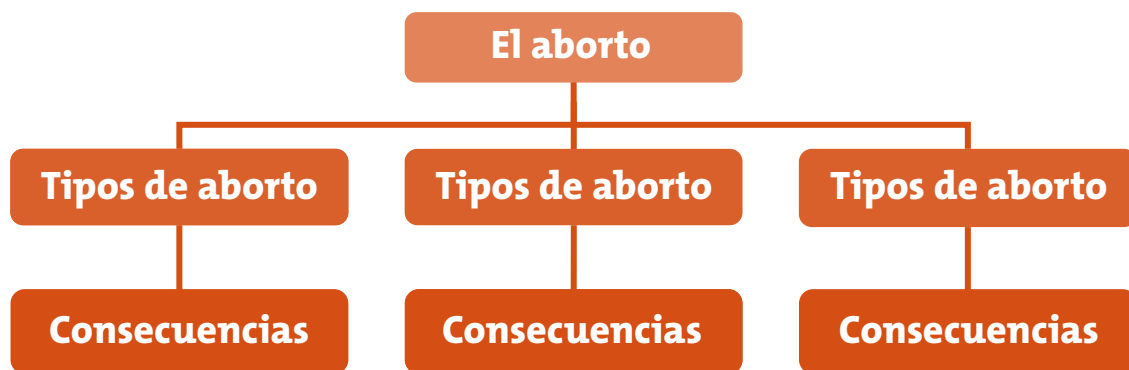 El aborto
Tipos de aborto
Tipos de aborto
Tipos de aborto
Consecuencias
Consecuencias
Consecuencias